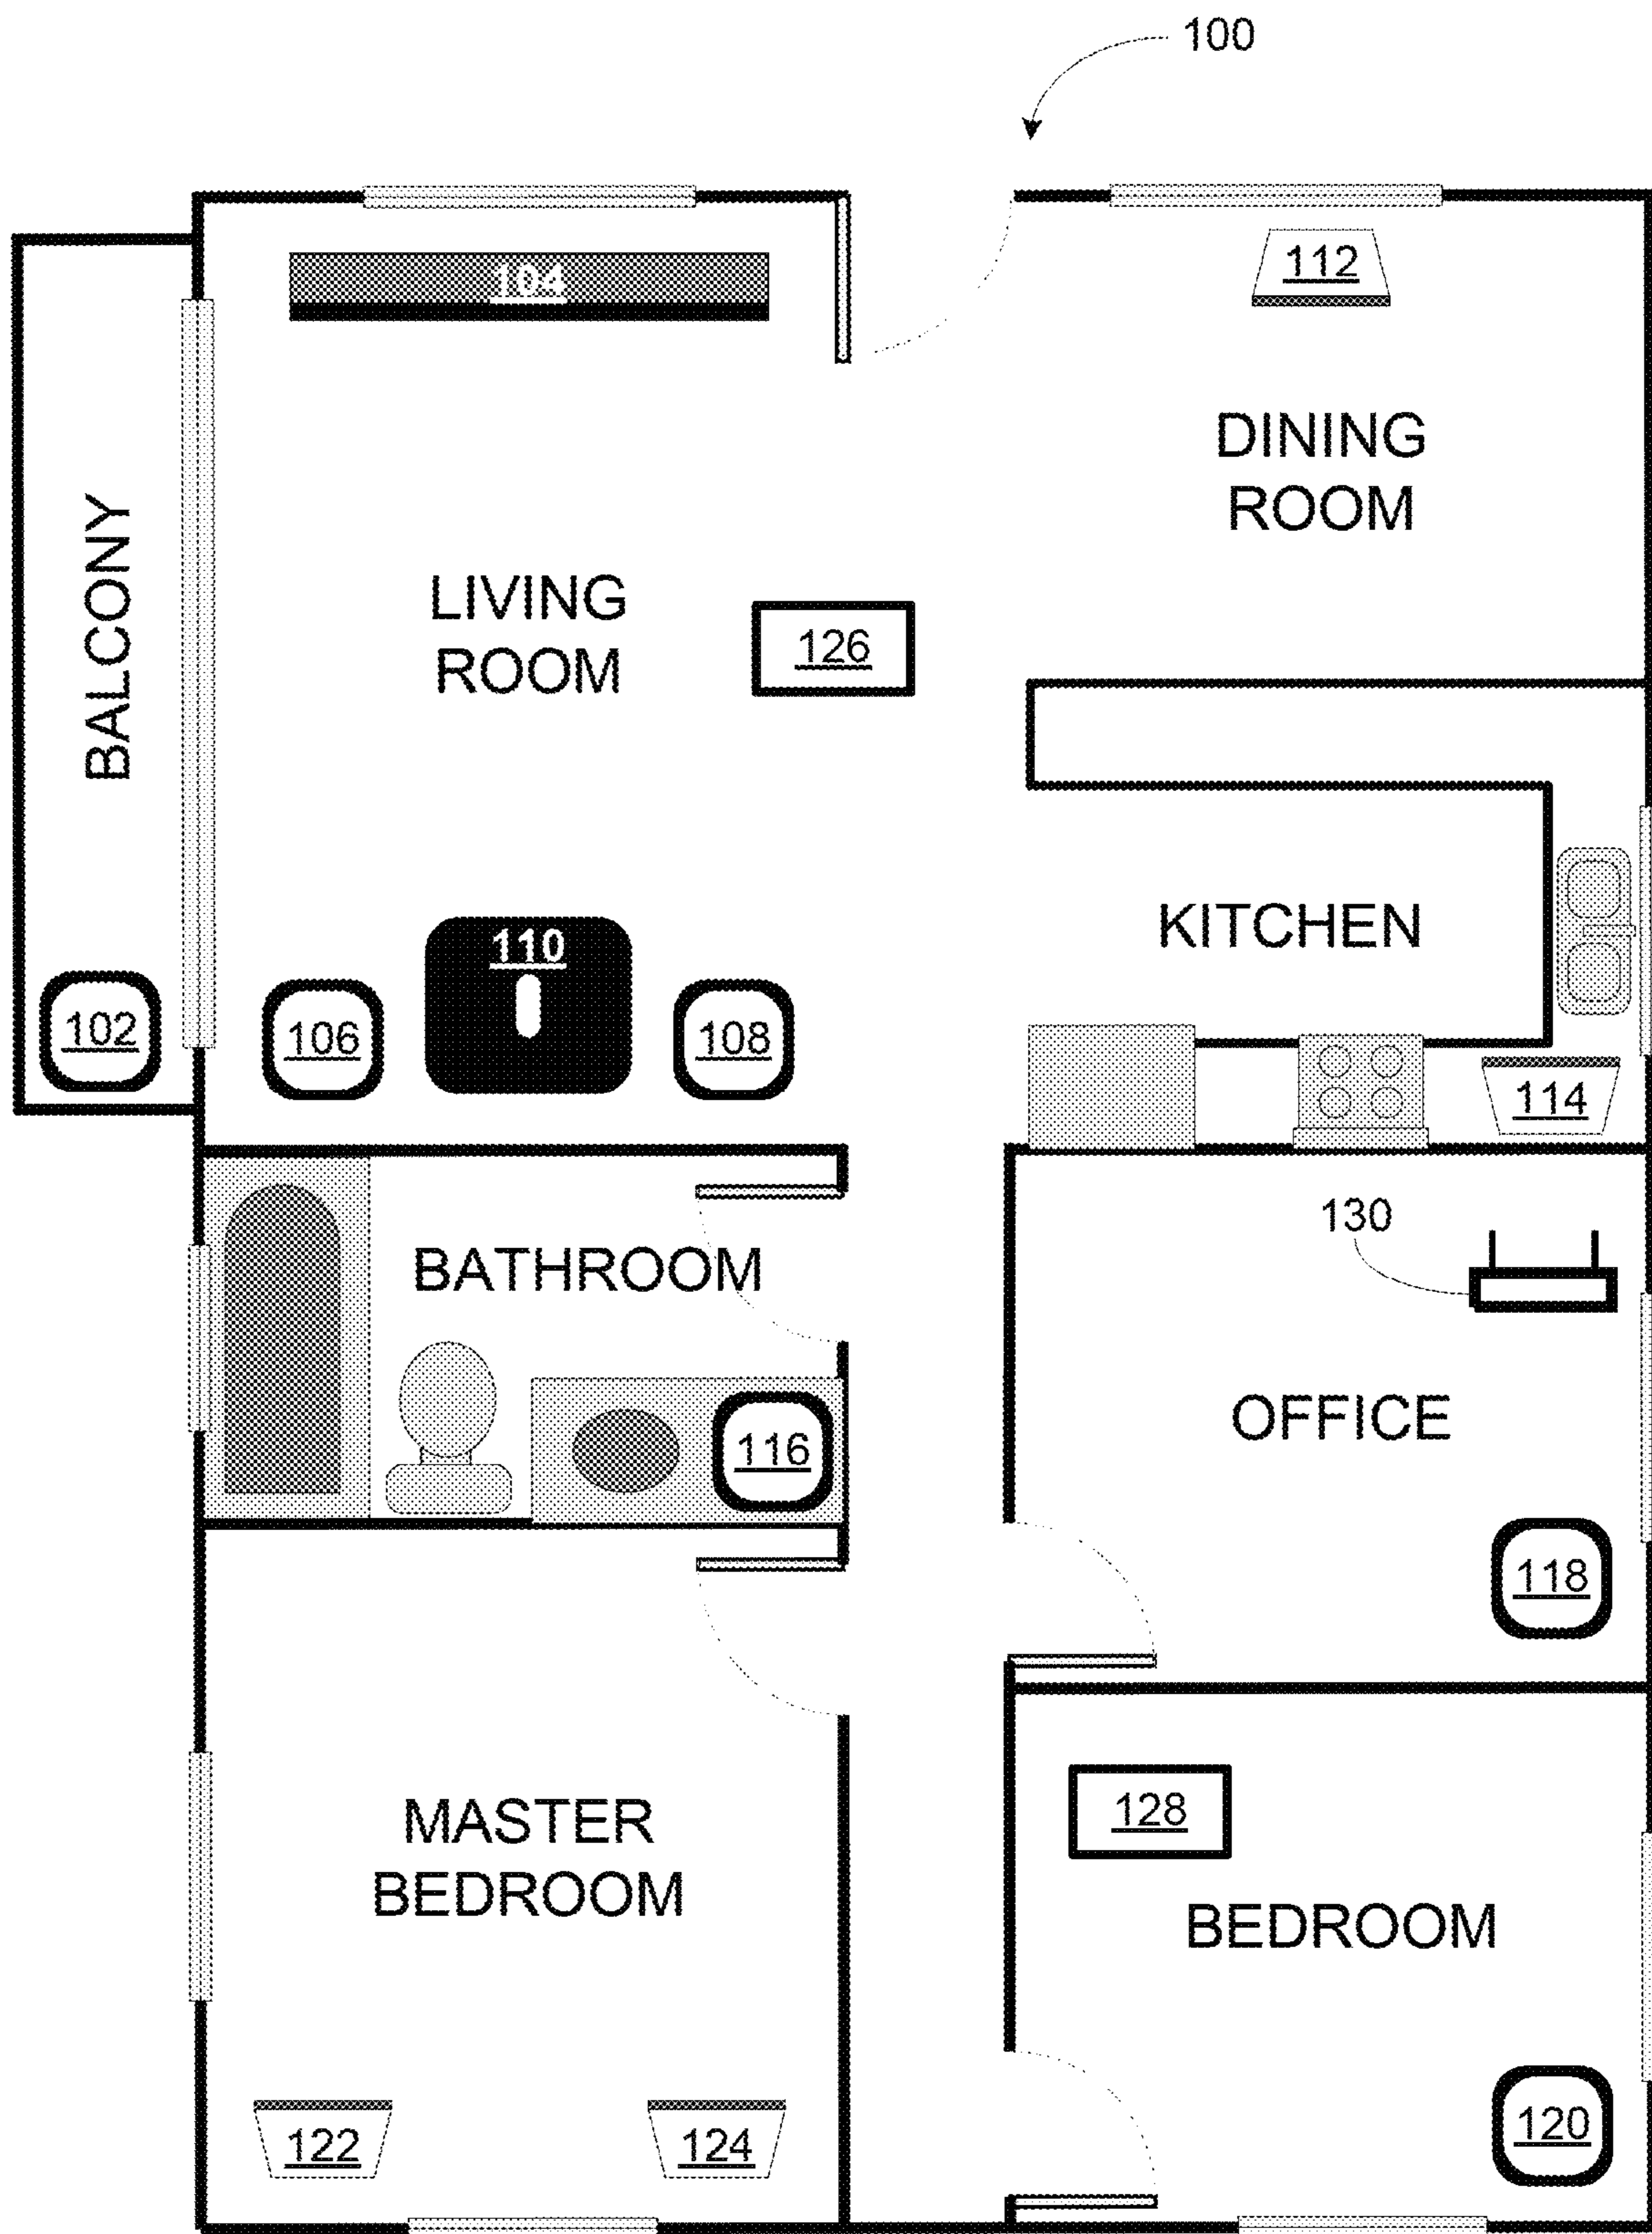 100
104
112
DINING
ROOM
BALCONY
LIVING
ROOM
126
KITCHEN
110
102
106
108
114
130
BATHROOM
OFFICE
116
118
128
MASTER
BEDROOM
BEDROOM
122
124
120